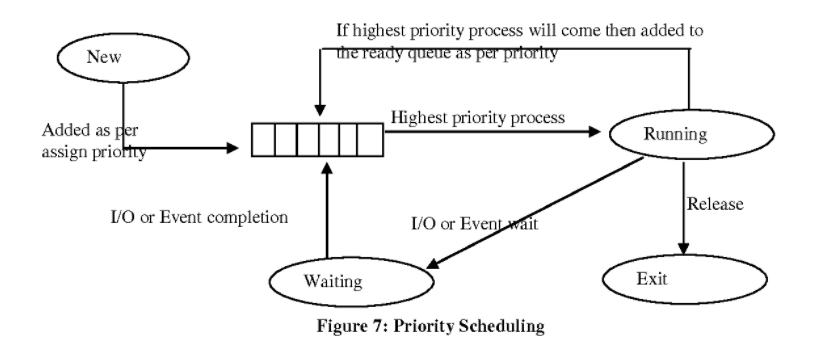 If highest priority process will come then added to
the ready queue as per priority
New
Highest priority process
Added as per
assign priority
Running
I/O or Event completion
I/O or Event wait
Release
Waiting
Exit
Figure 7: Priority Scheduling